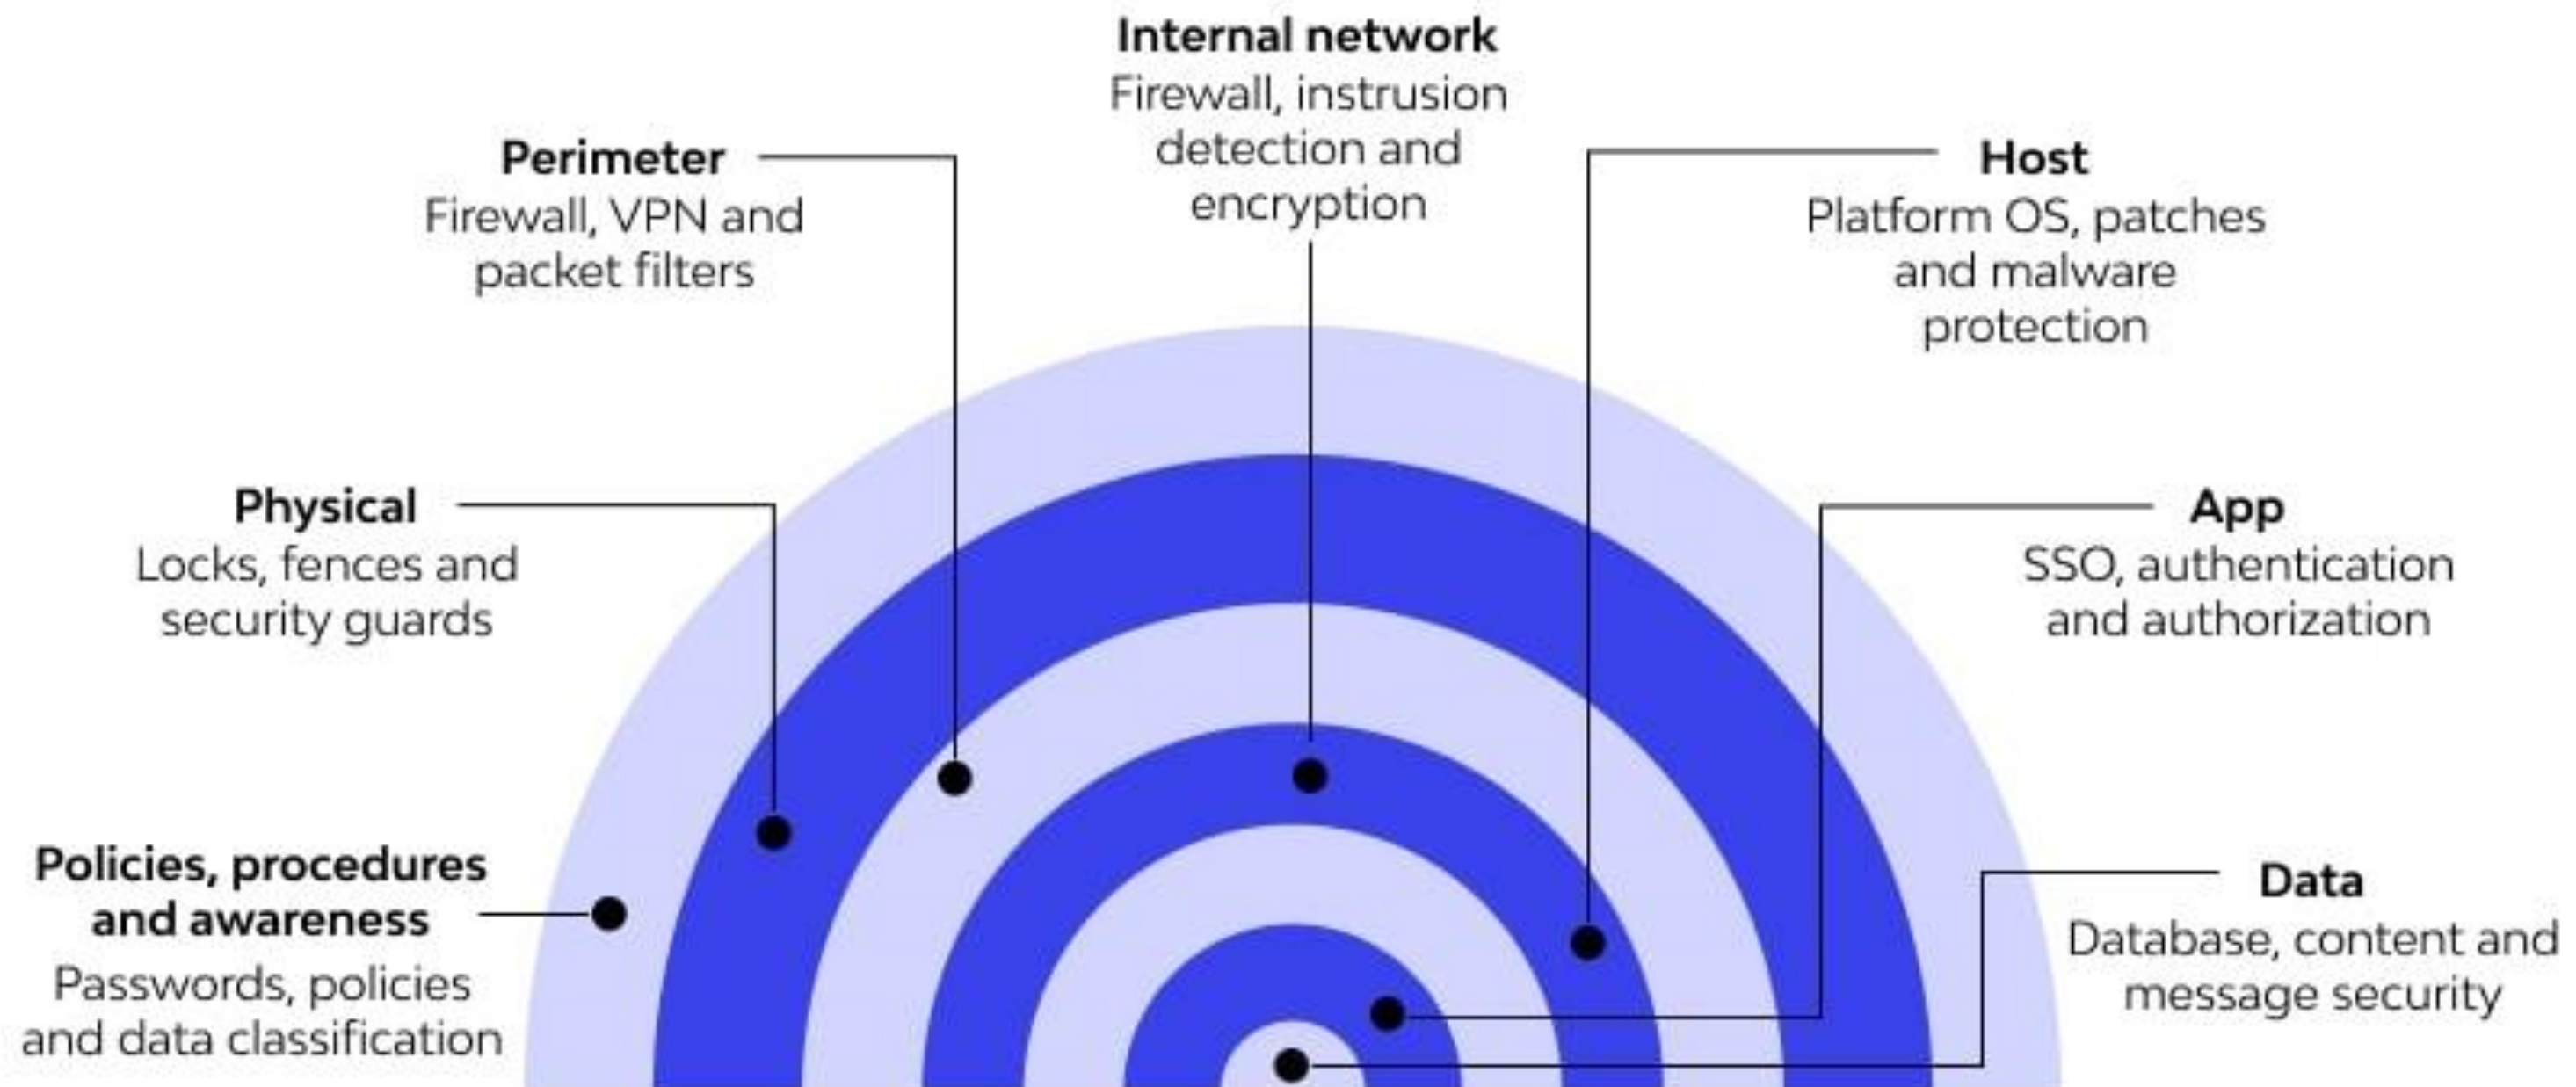 Internal network
Firewall, instrusion
detection and
encryption
Perimeter
Firewall, VPN and
packet filters
Host
Platform OS, patches
and malware
protection
Physical
Locks, fences and
security guards
App
SSO, authentication
and authorization
Policies, procedures
and awareness
Passwords, policies
and data classification
Data
Database, content and
message security